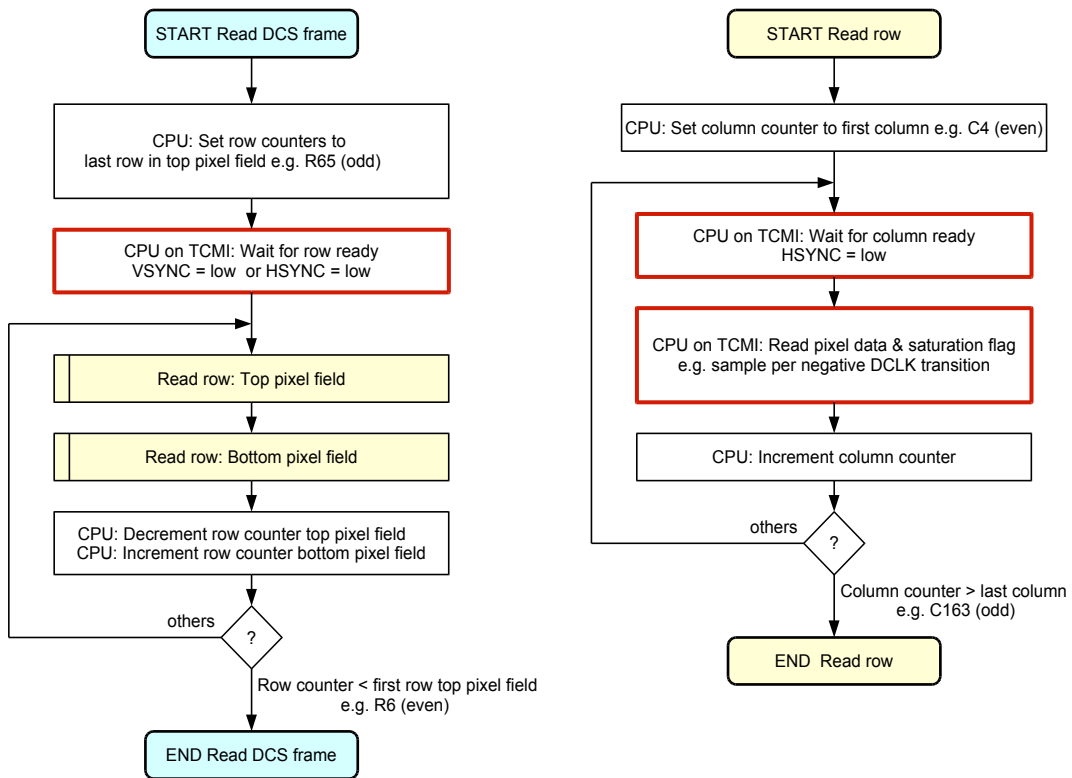 START Read DCS frame
CPU: Set row counters to
last row in top pixel field e.g. R65 (odd)
CPU on TCMI: Wait for row ready
VSYNC = low or HSYNC = low
Read row: Top pixel field
Read row: Bottom pixel field
CPU: Decrement row counter top pixel field
CPU: Increment row counter bottom pixel field
others
?
Row counter < first row top pixel field
e.g. R6 (even)
END Read DCS frame
START Read row
CPU: Set column counter to first column e.g. C4 (even)
CPU on TCMI: Wait for column ready
HSYNC = low
CPU on TCMI: Read pixel data & saturation flag
e.g. sample per negative DCLK transition
CPU: Increment column counter
others
?
Column counter > last column
e.g. C163 (odd)
END Read row